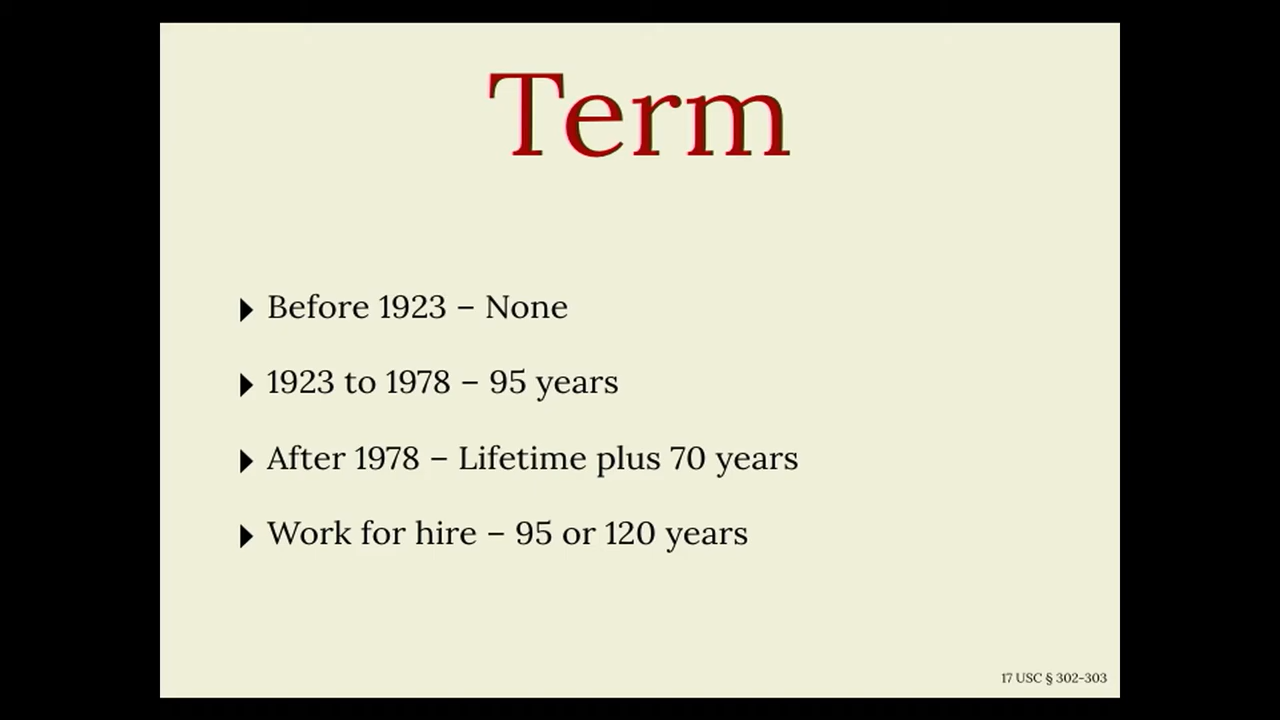 Term
Before 1923 – None
1923 to 1978 – 95 years
After 1978 – Lifetime plus 70 years
Work for hire – 95 or 120 years
17 USC § 302-303